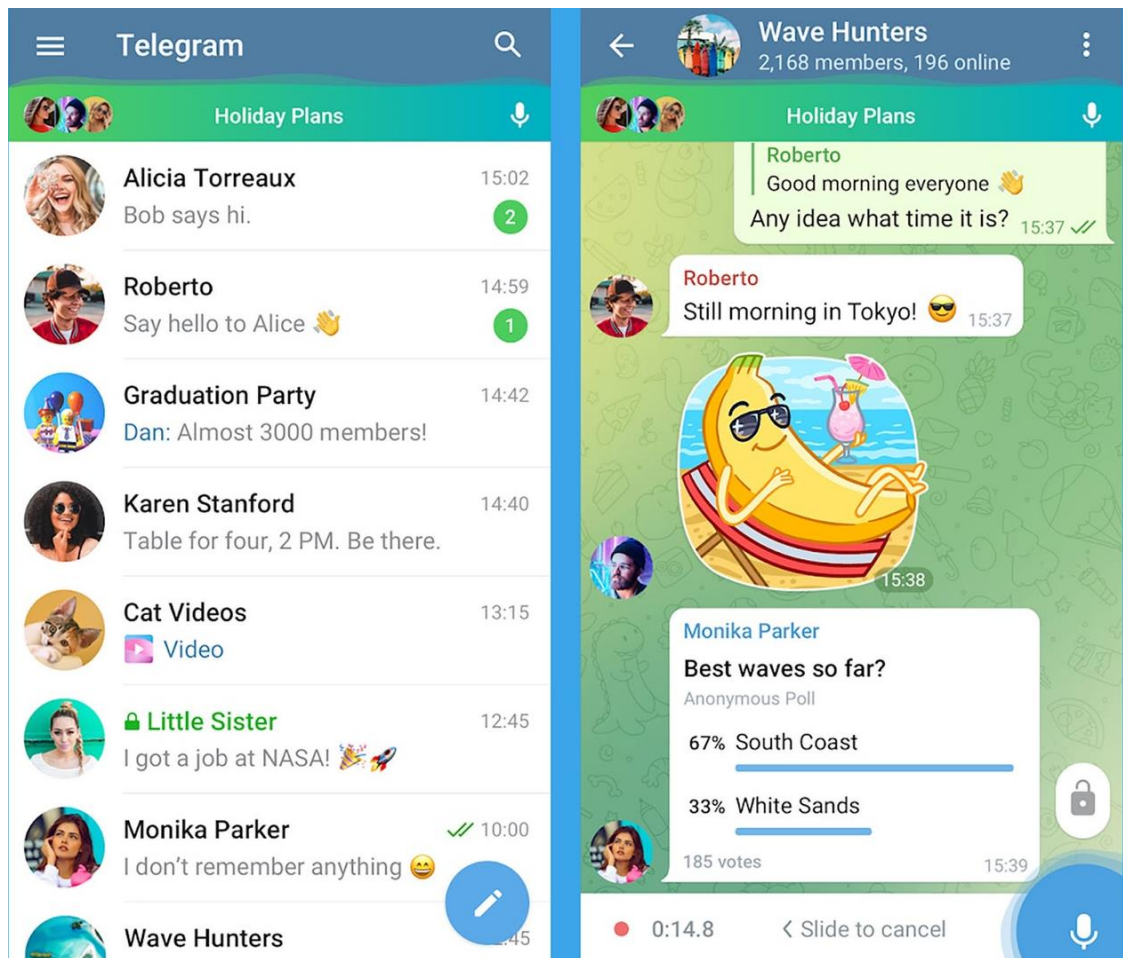 Telegram
Holiday Plans
Alicia Torreaux 15:02
Bob says hi. 2
Roberto 14:59
Say hello to Alice 👋 1
Graduation Party 14:42
Dan: Almost 3000 members!
Karen Stanford 14:40
Table for four, 2 PM. Be there.
Cat Videos 13:15
Video
Little Sister 12:45
I got a job at NASA! 🎉🚀
Monika Parker 10:00
I don't remember anything 😄
Wave Hunters
Wave Hunters
2,168 members, 196 online
Holiday Plans
Roberto
Good morning everyone 👋
Any idea what time it is? 15:37
Roberto
Still morning in Tokyo! 😎 15:37
15:38
Monika Parker
Best waves so far?
Anonymous Poll
67% South Coast
33% White Sands
185 votes 15:39
0:14.8 Slide to cancel